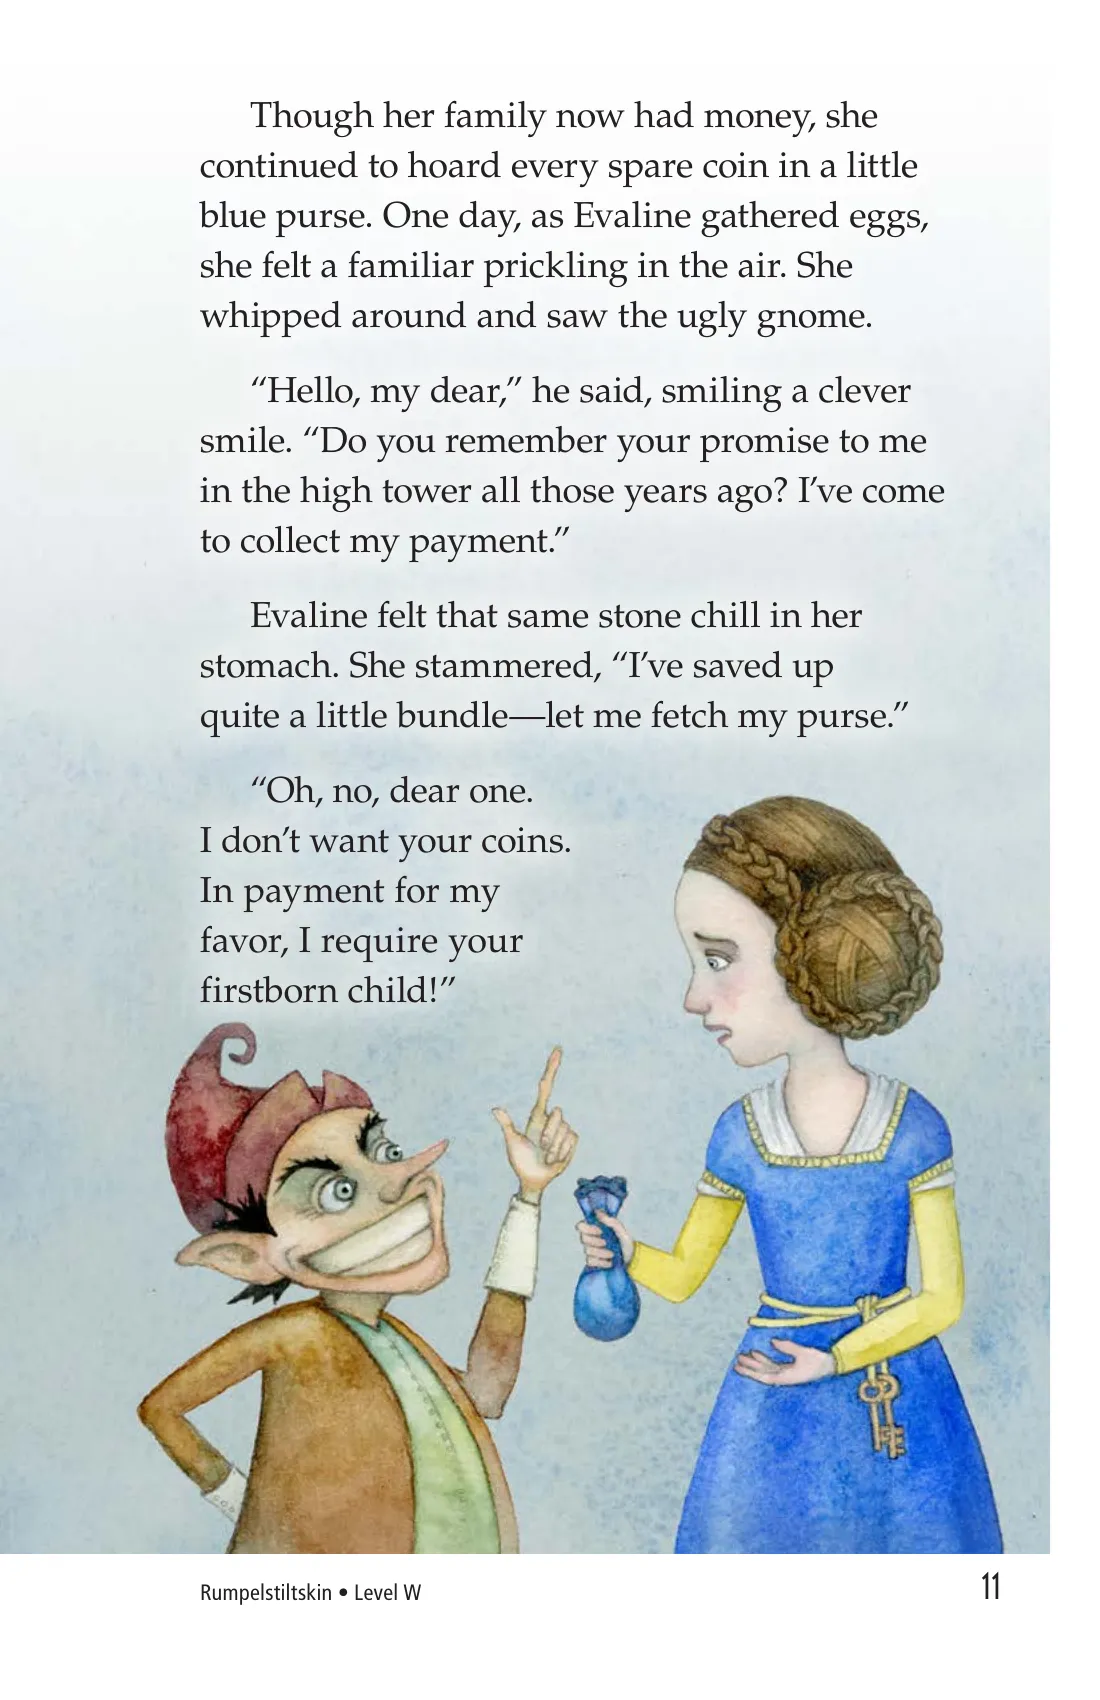 Though her family now had money, she
continued to hoard every spare coin in a little
blue purse. One day, as Evaline gathered eggs,
she felt a familiar prickling in the air. She
whipped around and saw the ugly gnome.
“Hello, my dear,” he said, smiling a clever
smile. “Do you remember your promise to me
in the high tower all those years ago? I’ve come
to collect my payment.”
Evaline felt that same stone chill in her
stomach. She stammered, “I’ve saved up
quite a little bundle—let me fetch my purse.”
“Oh, no, dear one.
I don’t want your coins.
In payment for my
favor, I require your
firstborn child!”
Rumpelstiltskin • Level W
11